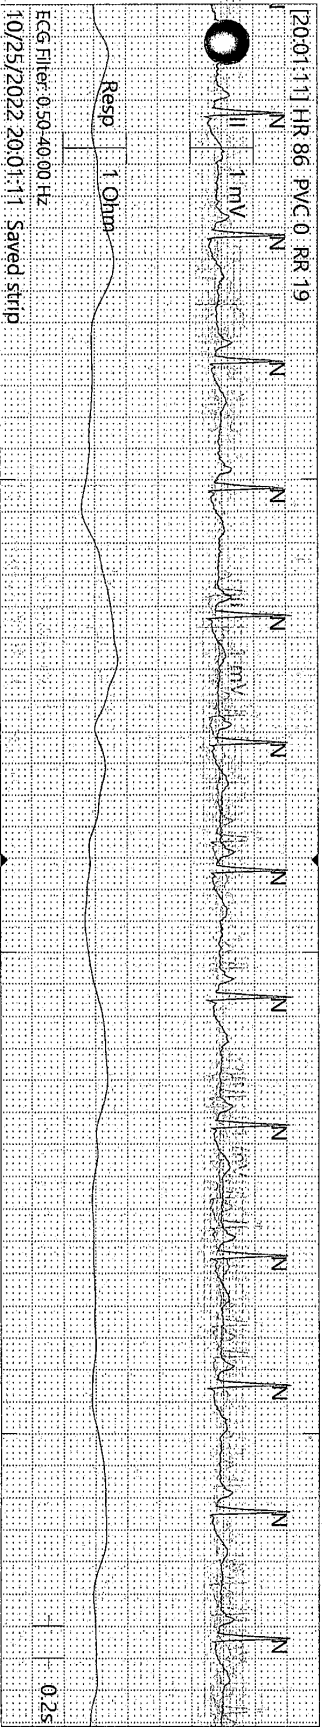 [20:01:11] HR 86 PVC 0 RR 19
N N N N N N N N N N N N N
II 1 mV
mV
Resp 1 Ohm
ECG Filter: 0.50-40.00 Hz 0.2s
10/25/2022 20:01:11 Saved strip